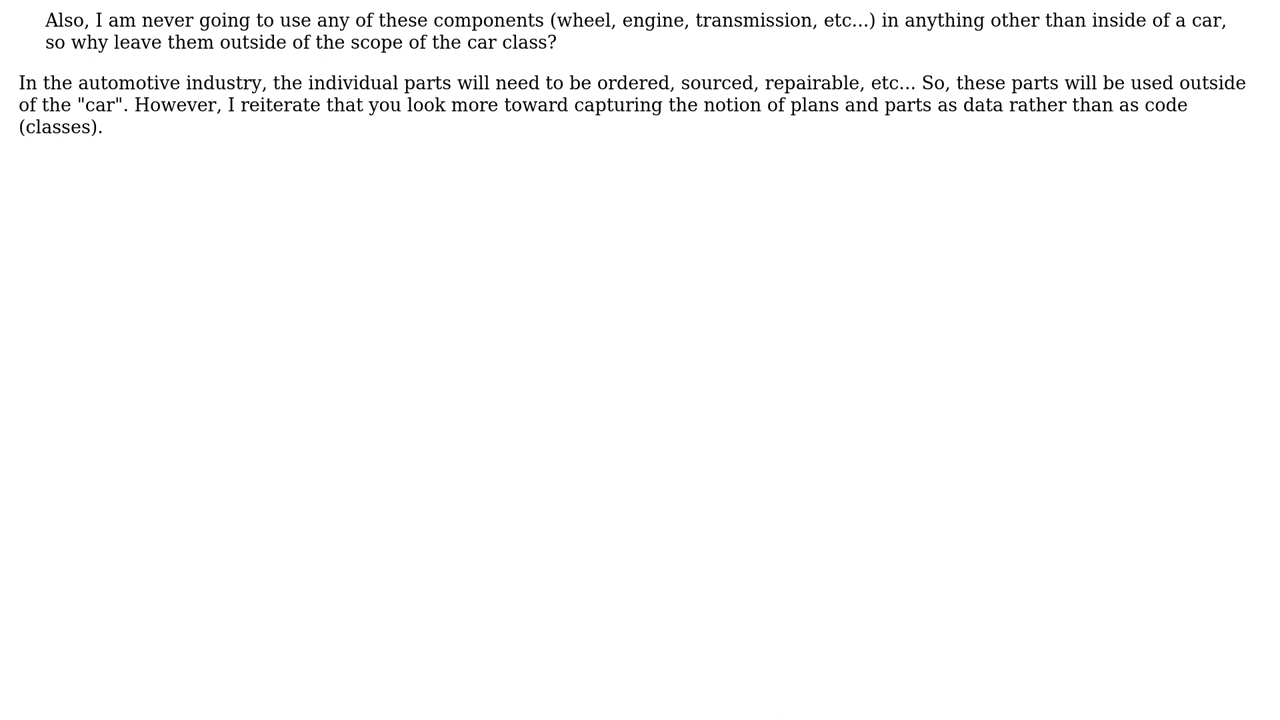 Also, I am never going to use any of these components (wheel, engine, transmission, etc...) in anything other than inside of a car,
so why leave them outside of the scope of the car class?
In the automotive industry, the individual parts will need to be ordered, sourced, repairable, etc... So, these parts will be used outside
of the "car". However, I reiterate that you look more toward capturing the notion of plans and parts as data rather than as code
(classes).